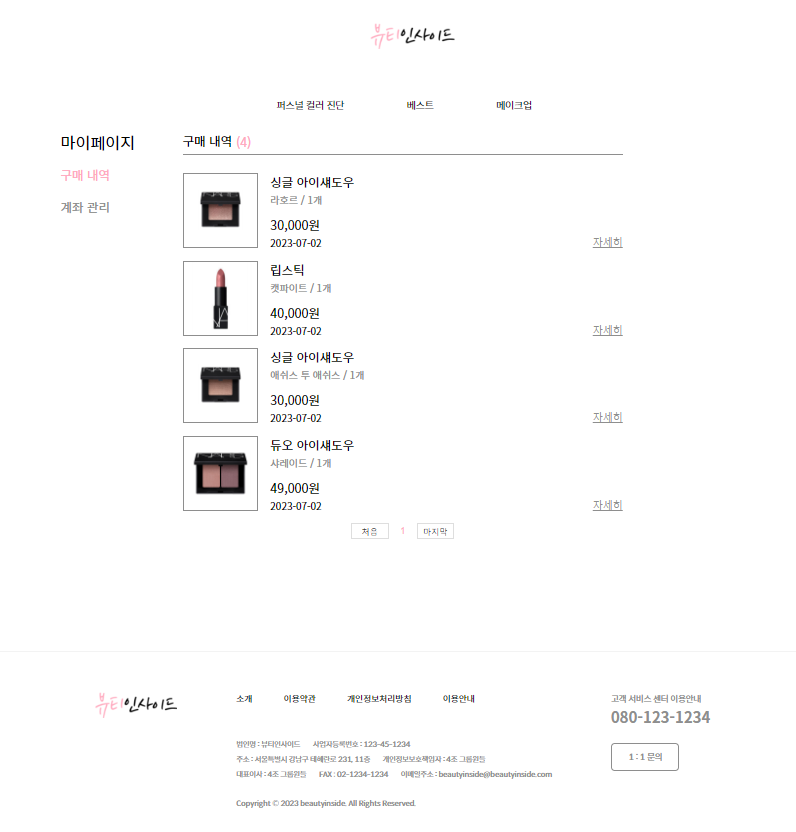 뷰티인사이드
퍼스널 컬러 진단 베스트 메이크업
마이페이지
구매 내역
계좌 관리
구매 내역 (4)
싱글 아이섀도우
라호르 / 1개
30,000원
2023-07-02
자세히
립스틱
캣파이트 / 1개
40,000원
2023-07-02
자세히
싱글 아이섀도우
애쉬스 투 애쉬스 / 1개
30,000원
2023-07-02
자세히
듀오 아이섀도우
샤레이드 / 1개
49,000원
2023-07-02
자세히
처음 1 마지막
뷰티인사이드
소개 이용약관 개인정보처리방침 이용안내
법인명 : 뷰티인사이드 사업자등록번호 : 123-45-1234
주소 : 서울특별시 강남구 테헤란로 231, 11층 개인정보보호책임자 : 4조 그룹원들
대표이사 : 4조 그룹원들 FAX : 02-1234-1234 이메일주소 : beautyinside@beautyinside.com
Copyright © 2023 beautyinside. All Rights Reserved.
고객 서비스 센터 이용안내
080-123-1234
1 : 1 문의